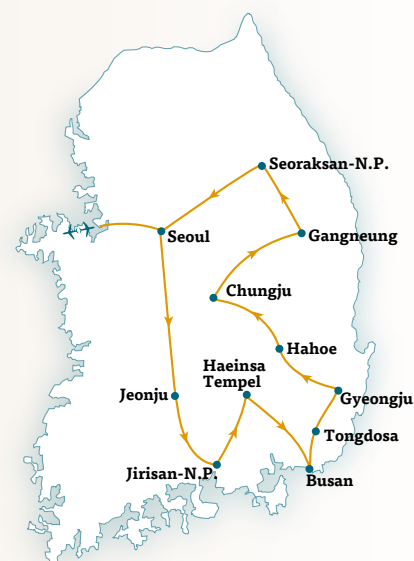 Seoraksan-N.P.
Seoul
Gangneung
Chungju
Hahoe
Haeinsa
Tempel
Jeonju
Gyeongju
Tongdosa
Jirisan-N.P.
Busan